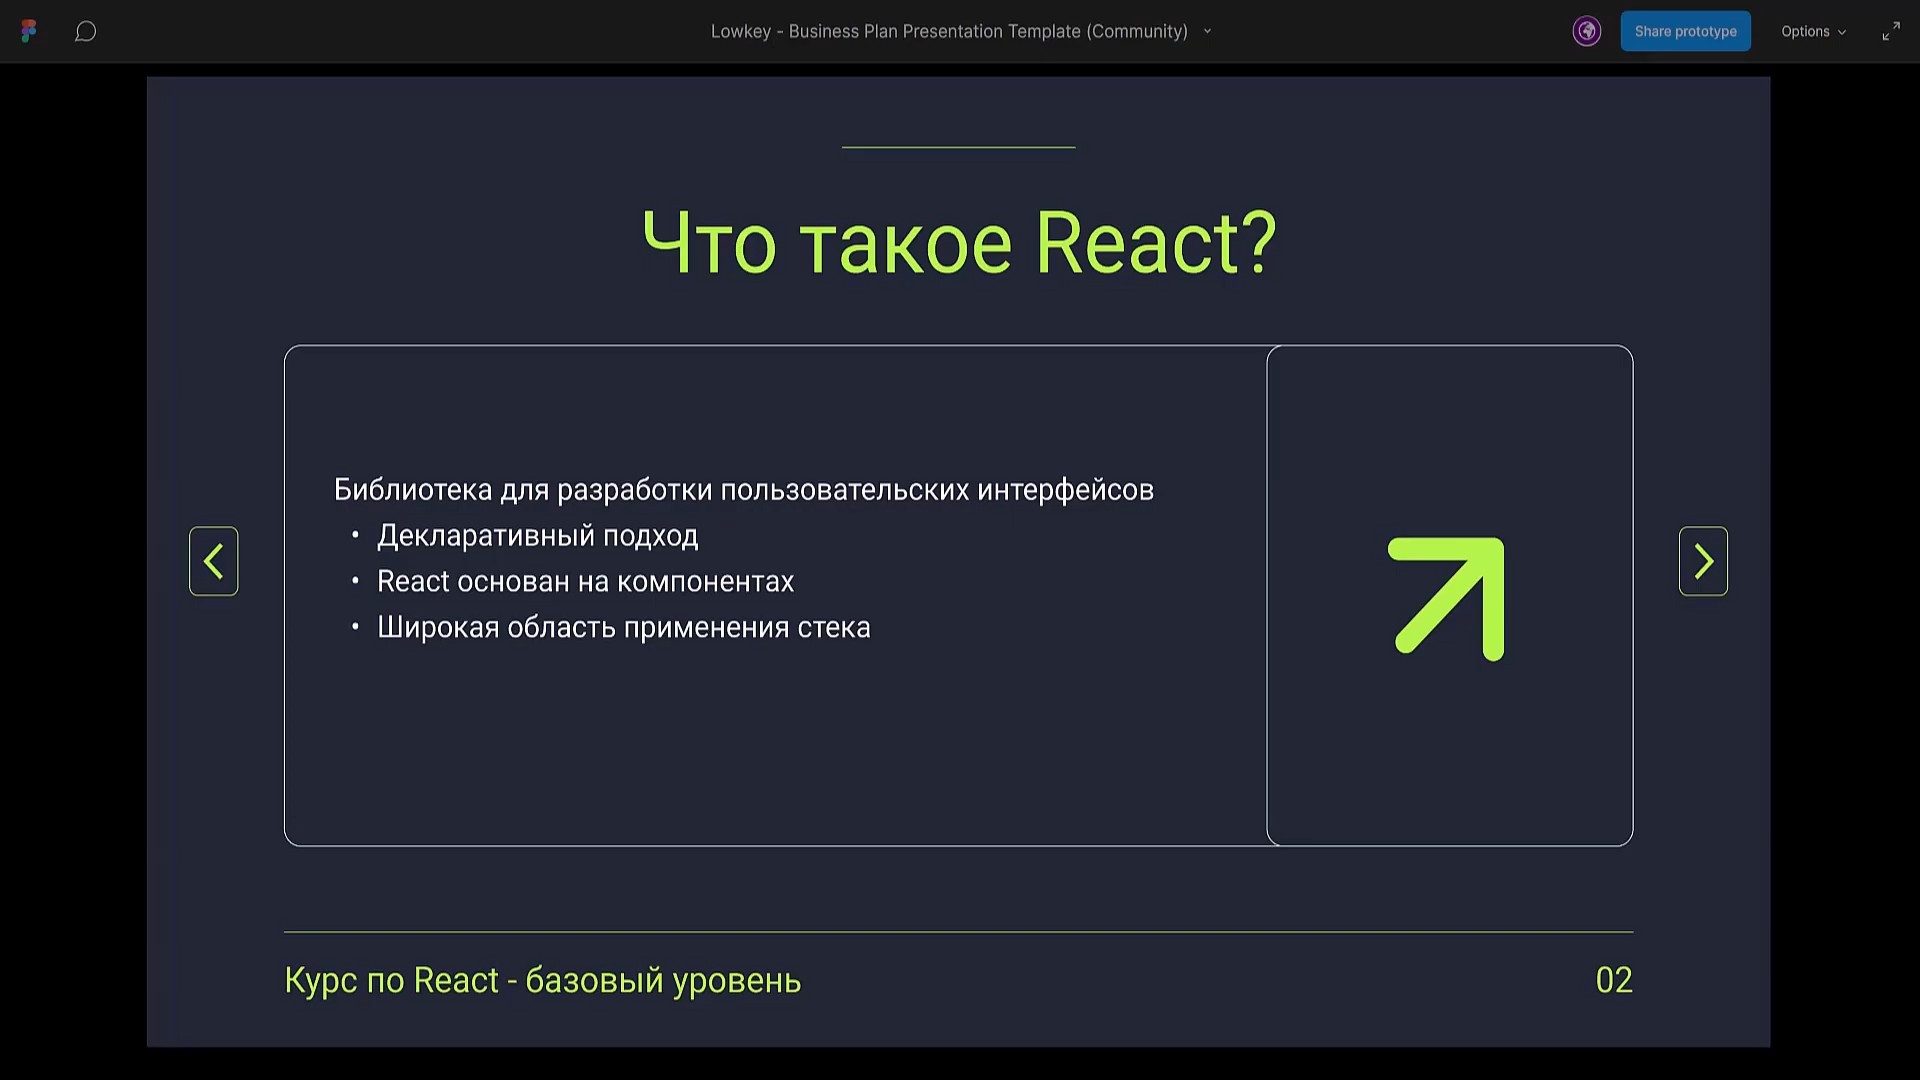 Lowkey - Business Plan Presentation Template (Community)
Share prototype
Options
Что такое React?
Библиотека для разработки пользовательских интерфейсов
• Декларативный подход
• React основан на компонентах
• Широкая область применения стека
Курс по React - базовый уровень
02